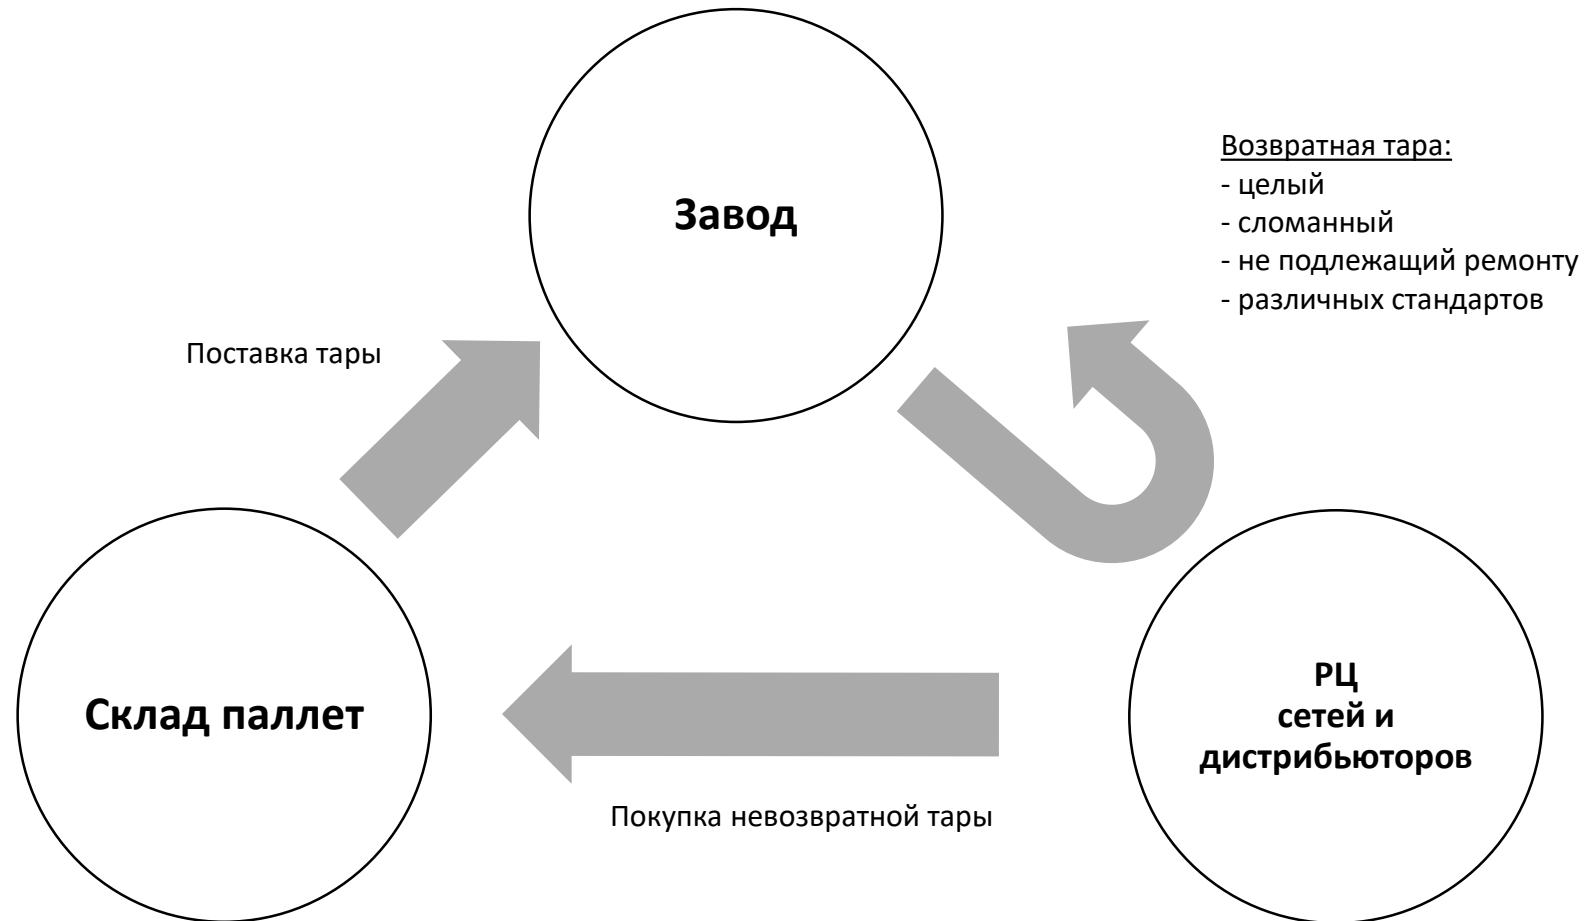 Завод
Возвратная тара:
- целый
- сломанный
- не подлежащий ремонту
- различных стандартов
Поставка тары
Склад паллет
РЦ
сетей и
дистрибьюторов
Покупка невозвратной тары